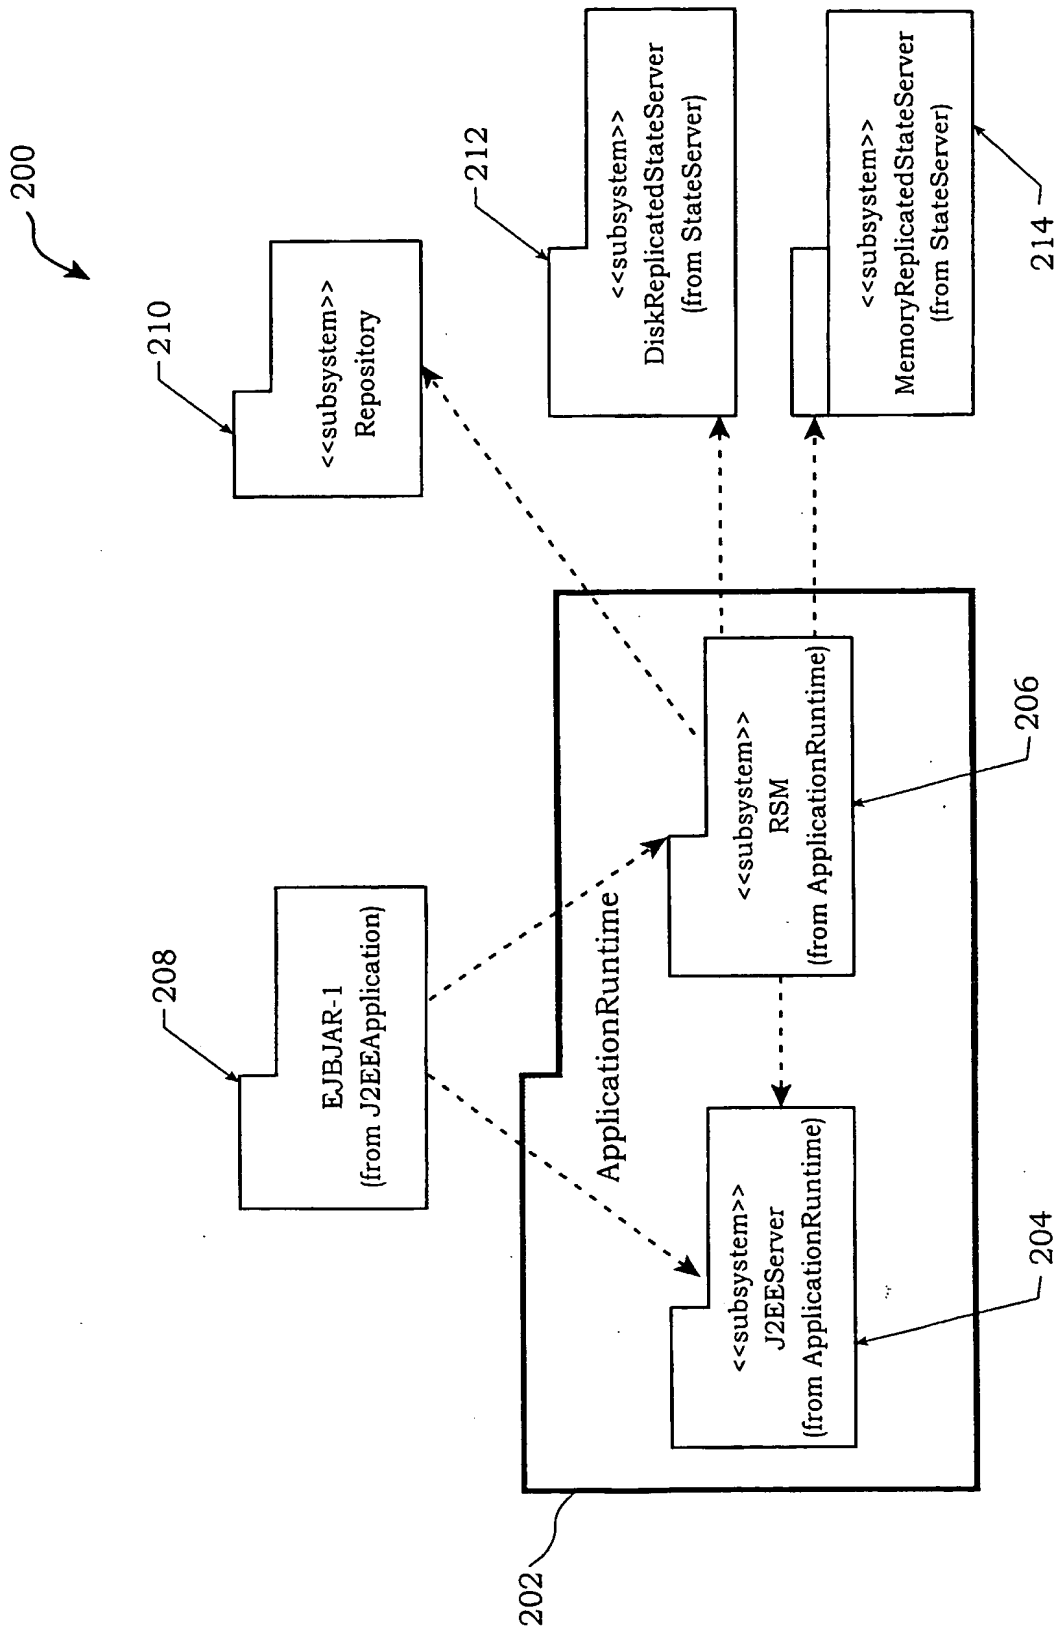 200
210
<<subsystem>>
Repository
212
<<subsystem>>
DiskReplicatedStateServer
(from StateServer)
<<subsystem>>
MemoryReplicatedStateServer
(from StateServer)
214
208
EJBJAR-1
(from J2EEApplication)
ApplicationRuntime
<<subsystem>>
RSM
(from ApplicationRuntime)
206
<<subsystem>>
J2EEServer
(from ApplicationRuntime)
204
202